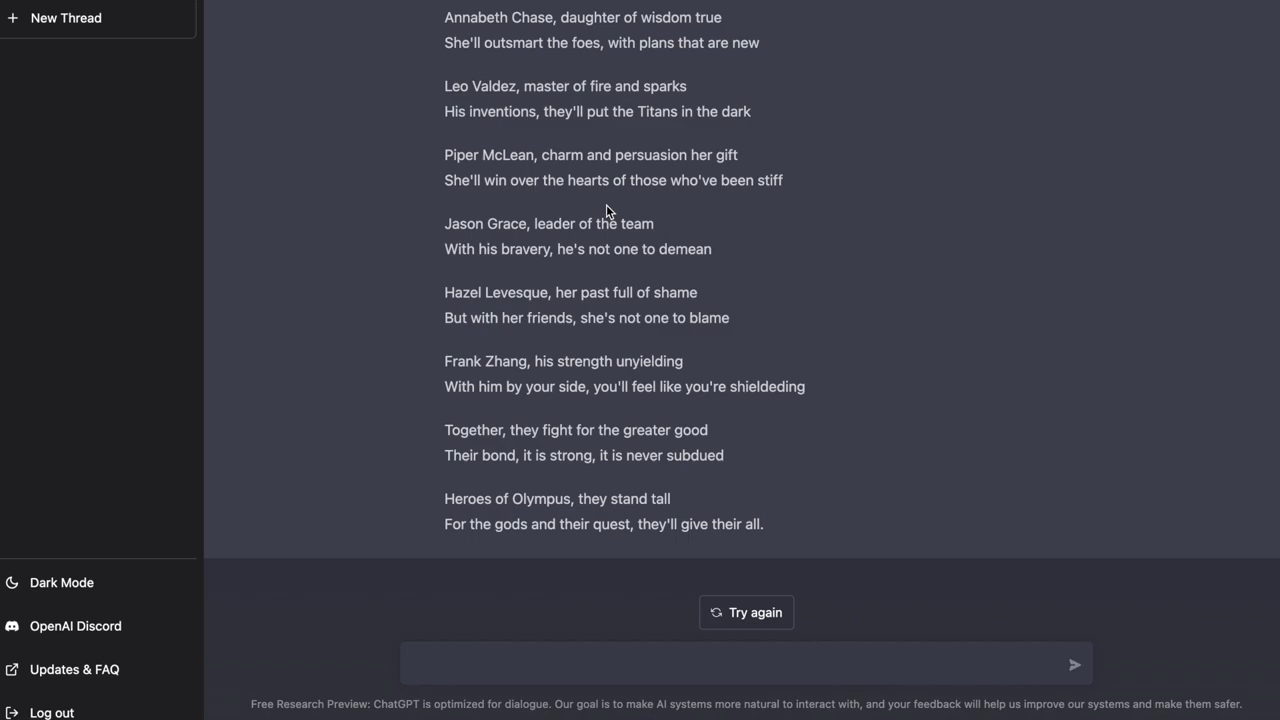 New Thread
Annabeth Chase, daughter of wisdom true
She'll outsmart the foes, with plans that are new
Leo Valdez, master of fire and sparks
His inventions, they'll put the Titans in the dark
Piper McLean, charm and persuasion her gift
She'll win over the hearts of those who've been stiff
Jason Grace, leader of the team
With his bravery, he's not one to demean
Hazel Levesque, her past full of shame
But with her friends, she's not one to blame
Frank Zhang, his strength unyielding
With him by your side, you'll feel like you're shieldeding
Together, they fight for the greater good
Their bond, it is strong, it is never subdued
Heroes of Olympus, they stand tall
For the gods and their quest, they'll give their all.
Dark Mode
OpenAI Discord
Updates & FAQ
Log out
Try again
Free Research Preview: ChatGPT is optimized for dialogue. Our goal is to make AI systems more natural to interact with, and your feedback will help us improve our systems and make them safer.